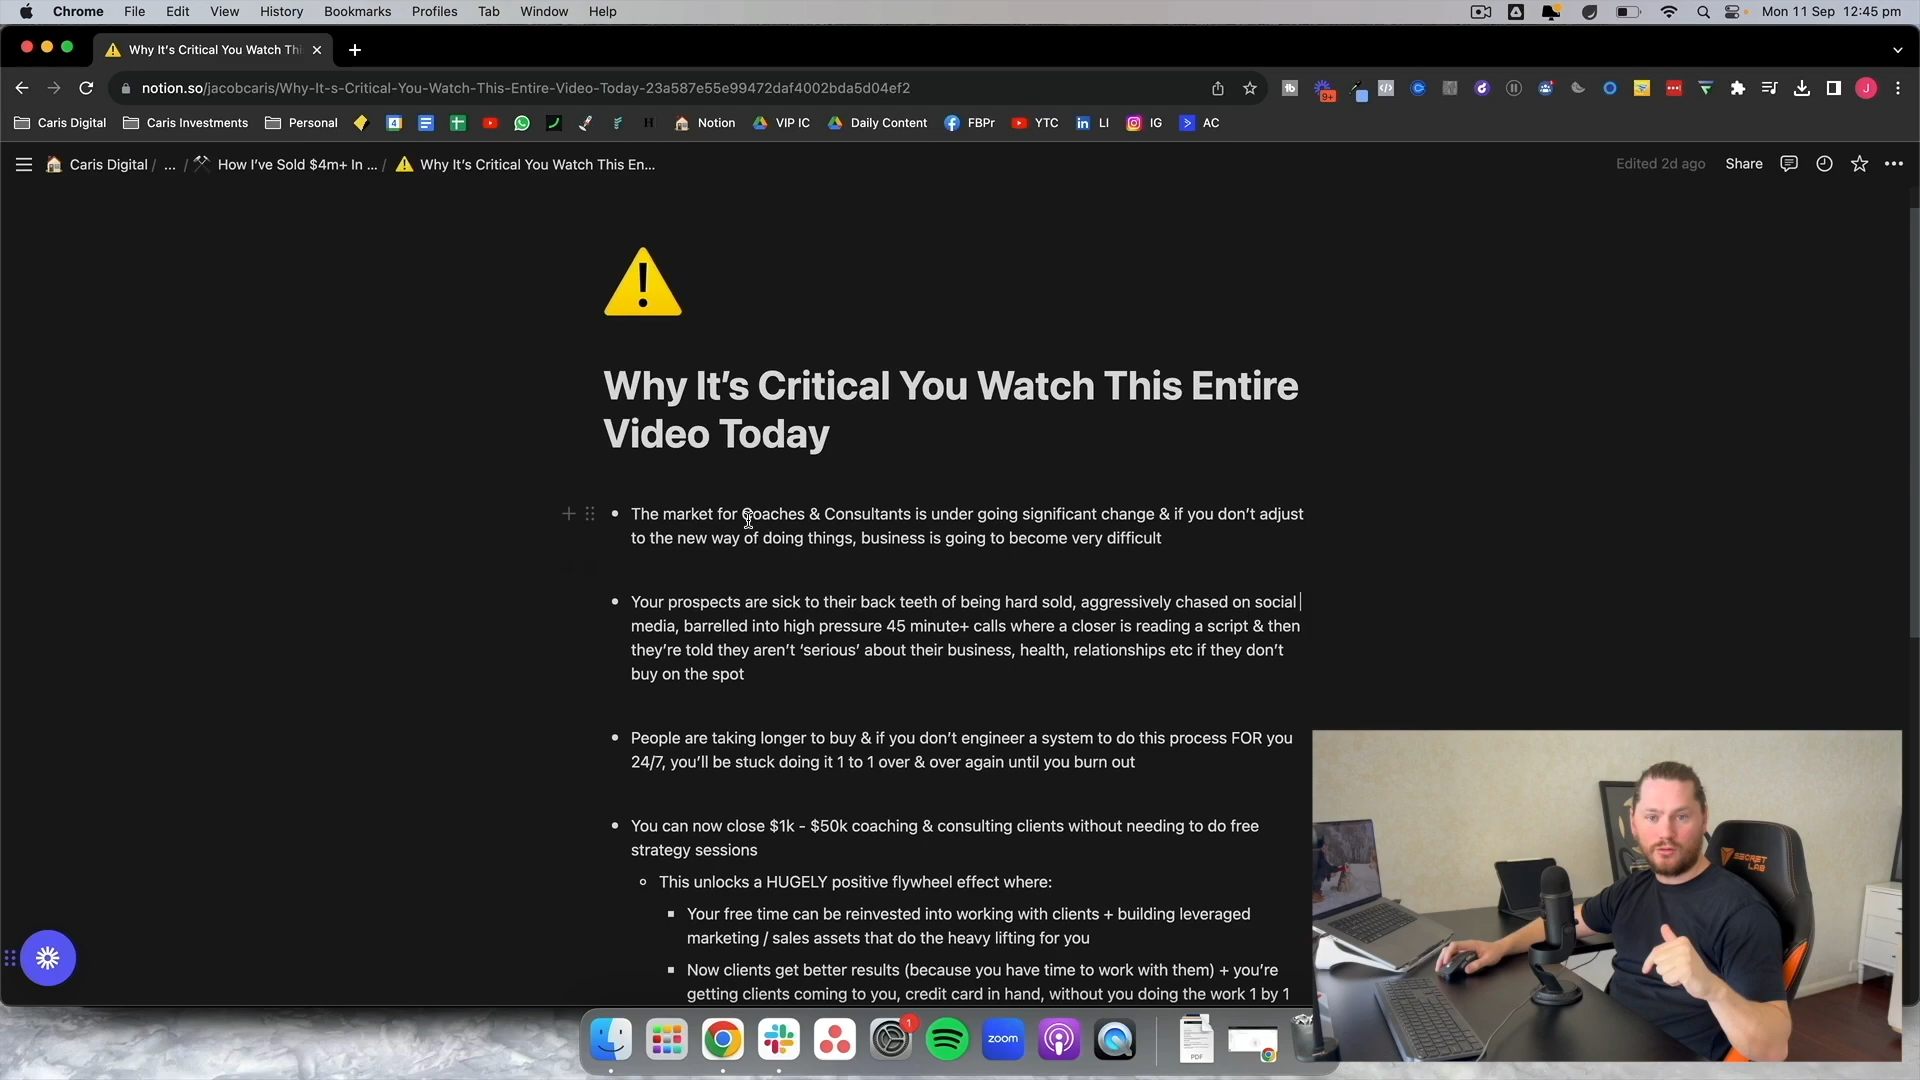 Chrome File Edit View History Bookmarks Profiles Tab Window Help Mon 11 Sep 12:45 pm
Why It's Critical You Watch Thi
notion.so/jacobcaris/Why-It-s-Critical-You-Watch-This-Entire-Video-Today-23a587e55e99472daf4002bda5d04ef2
Caris Digital Caris Investments Personal Notion VIP IC Daily Content FBPr YTC LI IG AC
Caris Digital / ... / How I've Sold $4m+ In ... / Why It's Critical You Watch This En... Edited 2d ago Share
Why It's Critical You Watch This Entire
Video Today
• The market for Coaches & Consultants is under going significant change & if you don't adjust
to the new way of doing things, business is going to become very difficult
• Your prospects are sick to their back teeth of being hard sold, aggressively chased on social
media, barrelled into high pressure 45 minute+ calls where a closer is reading a script & then
they're told they aren't ‘serious’ about their business, health, relationships etc if they don't
buy on the spot
• People are taking longer to buy & if you don't engineer a system to do this process FOR you
24/7, you'll be stuck doing it 1 to 1 over & over again until you burn out
• You can now close $1k - $50k coaching & consulting clients without needing to do free
strategy sessions
◦ This unlocks a HUGELY positive flywheel effect where:
▪ Your free time can be reinvested into working with clients + building leveraged
marketing / sales assets that do the heavy lifting for you
▪ Now clients get better results (because you have time to work with them) + you're
getting clients coming to you, credit card in hand, without you doing the work 1 by 1
SECRET
LAB
1
zoom
PDF